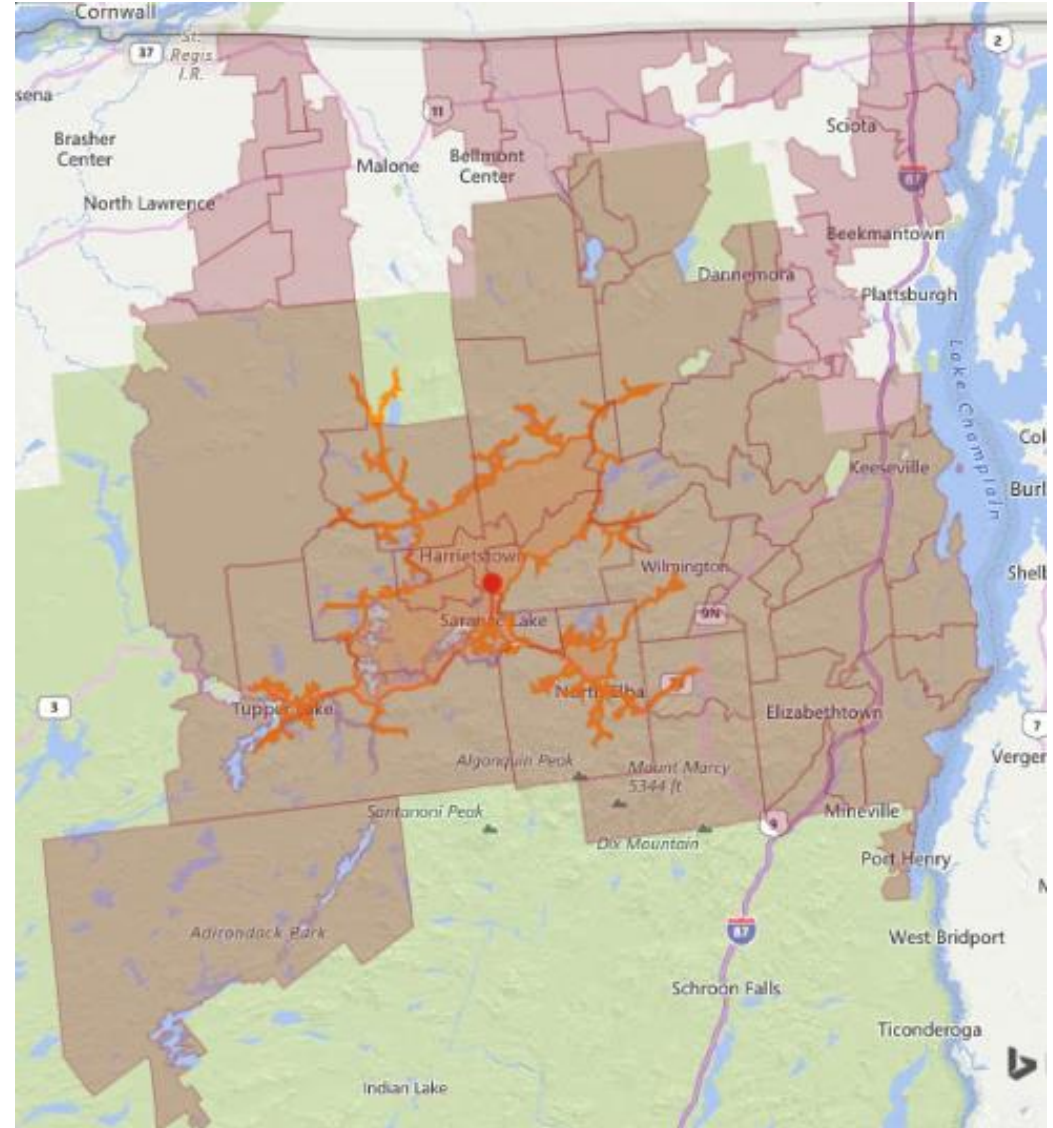 Cornwall
2
37
St.
Regis
I.R.
sena
11
Brasher
Center
Sciota
Malone
Bellmont
Center
87
North Lawrence
Beekmantown
Dannemora
Plattsburgh
Lake Champlain
Col
Keeseville
Burl
Harrietstown
Wilmington
Shelb
9N
Saranac Lake
North Elba
73
3
Tupper Lake
Elizabethtown
7
Verger
Algonquin Peak
Mount Marcy
5344 ft
Santanoni Peak
Mineville
9
Dix Mountain
Port Henry
Adirondack Park
87
West Bridport
Schroon Falls
Ticonderoga
Indian Lake